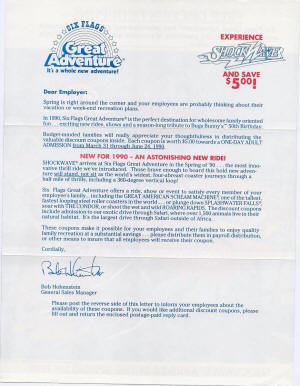 SIX FLAGS
Great
Adventure
It's a whole new adventure!
EXPERIENCE
SHOCK WAVE
AND SAVE
$5.00!
Dear Employer:
Spring is right around the corner and your employees are probably thinking about their
vacation or week-end recreation plans.
In 1990, Six Flags Great Adventure is the perfect destination for wholesome family oriented
fun . . . exciting new rides, shows and a season-long tribute to Bugs Bunny's 50th Birthday
Budget-minded families will really appreciate your thoughtfulness in distributing the
valuable discount coupons inside. Each coupon is worth $5.00 towards a ONE-DAY ADULT
ADMISSION from March 31 through June 24, 1990.
NEW FOR 1990 – AN ASTONISHING NEW RIDE!
SHOCKWAVE arrives at Six Flags Great Adventure in the Spring of '90 . . . the most inno-
vative thrill ride we've introduced. Those brave enough to board this bold new adven-
ture will stand, not sit as the world's tallest, four-abreast coaster journeys through a
half mile of thrills, including a 360-degree vertical loop.
Six Flags Great Adventure offers a ride, show or event to satisfy every member of your
employee's family, including the GREAT AMERICAN SCREAM MACHINE, one of the tallest,
fastest looping steel roller coasters in the world . . . or plunge down SPLASHWATER FALLS,
soar with THE CONDOR, or shoot the wet and wild ROARING RAPIDS. The discount coupons
include admission to our exotic drive through Safari, where over 1,500 animals live in their
natural habitat. It's the largest drive through Safari outside of Africa.
These coupons make it possible for your employees and their families to enjoy quality
family recreation at a substantial savings . . . please distribute them in payroll distribution,
or other means to insure that all employees will receive their coupon.
Cordially,
Bob Hohenstein
General Sales Manager
Please post the reverse side of this letter to inform your employees about the
availability of these coupons. If you would like additional discount coupons, please
fill out and return the enclosed postage-paid reply card.